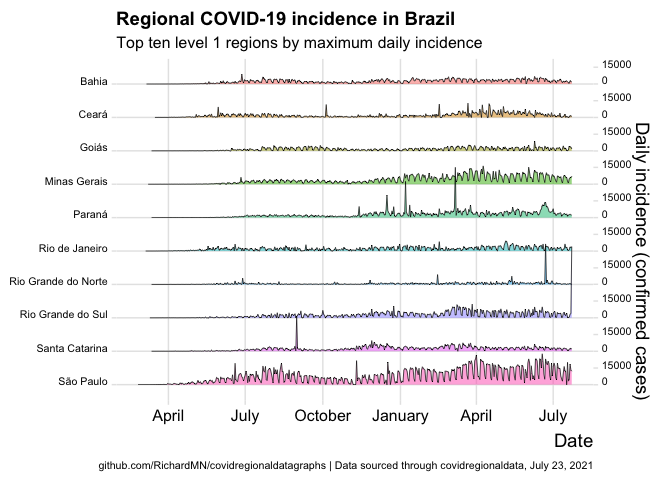 Regional COVID-19 incidence in Brazil
Top ten level 1 regions by maximum daily incidence
Bahia
15000
0
Ceará
15000
0
Goiás
15000
0
Minas Gerais
15000
0
Paraná
15000
0
Rio de Janeiro
15000
0
Rio Grande do Norte
15000
0
Rio Grande do Sul
15000
0
Santa Catarina
15000
0
São Paulo
15000
0
Daily incidence (confirmed cases)
April July October January April July
Date
github.com/RichardMN/covidregionaldatagraphs | Data sourced through covidregionaldata, July 23, 2021